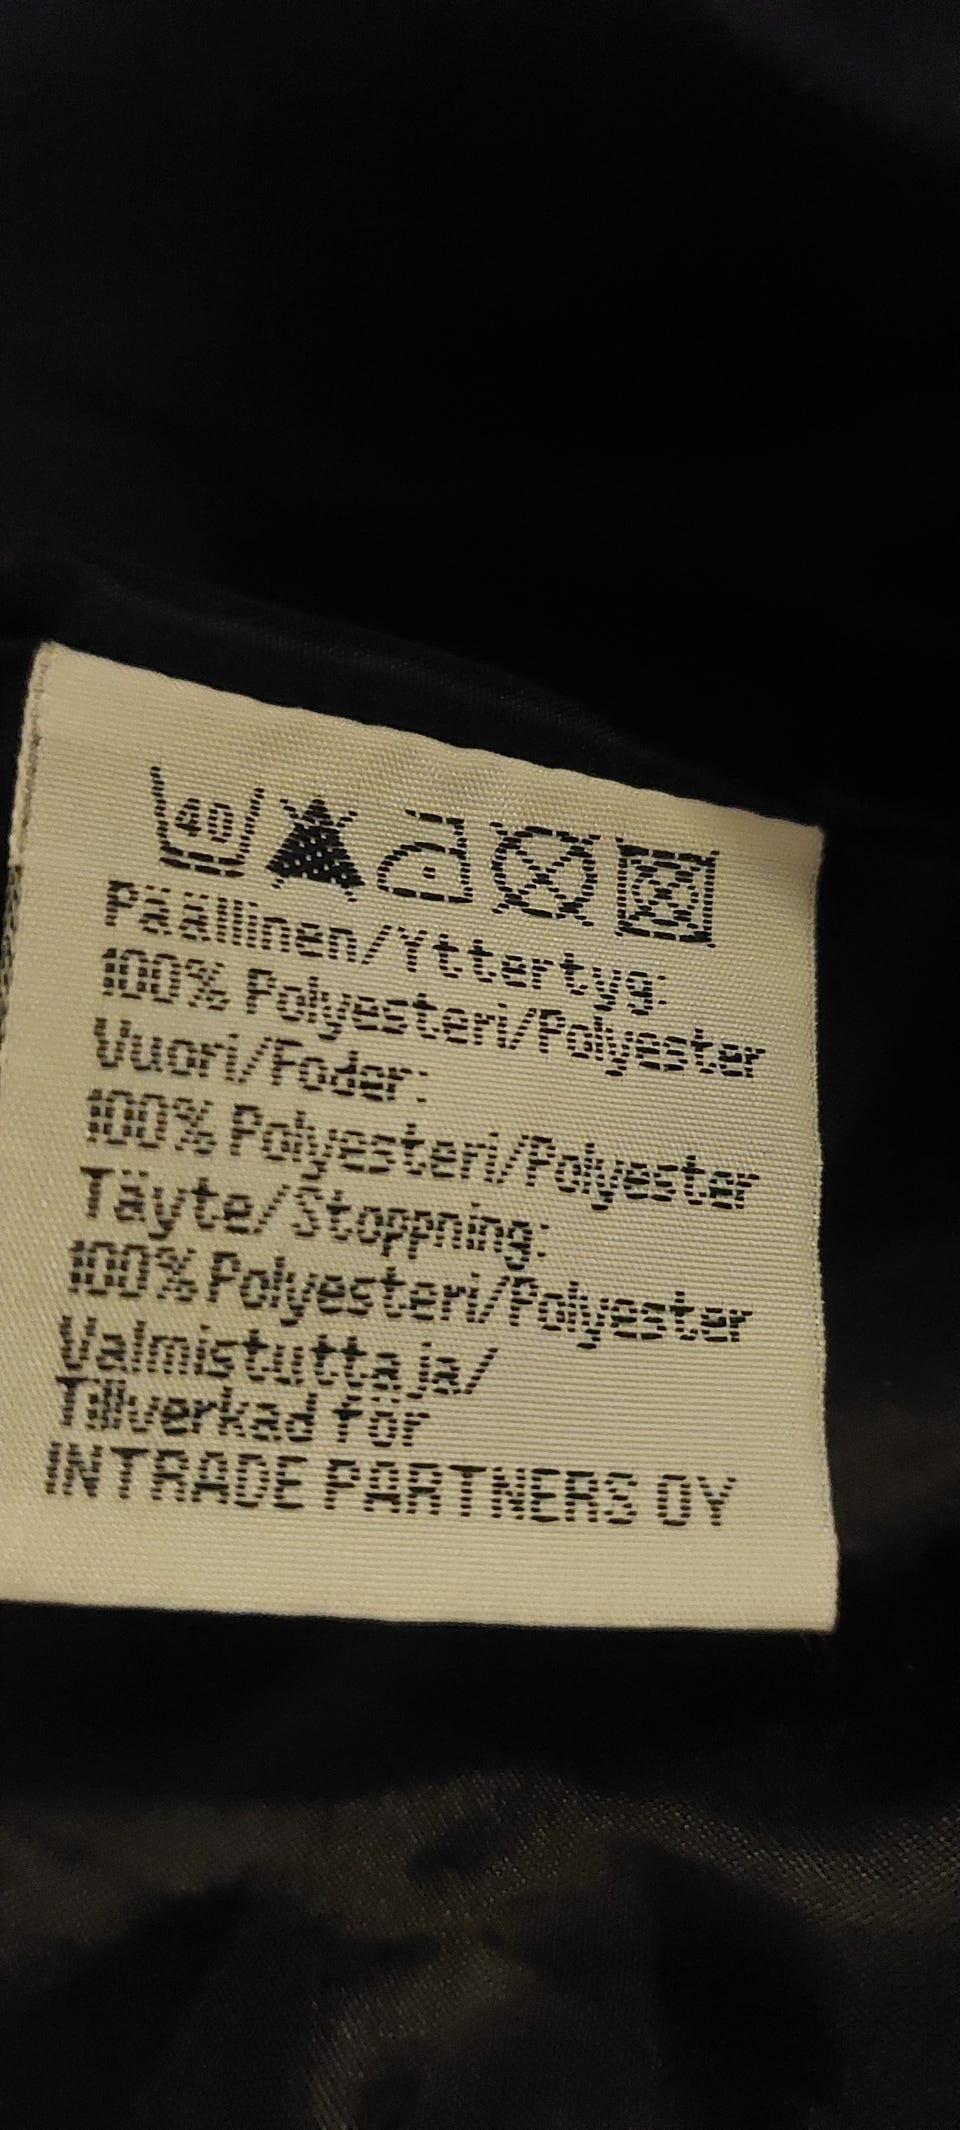 40
Päällinen/Yttertyg:
100% Polyesteri/Polyester
Vuori/Foder:
100% Polyesteri/Polyester
Täyte/Stoppning:
100% Polyesteri/Polyester
Valmistuttaja/
Tillverkad för
INTRADE PARTNERS OY